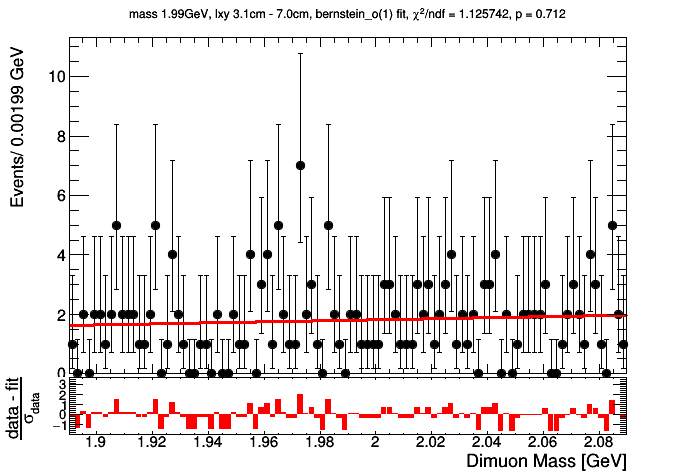 mass 1.99GeV, lxy 3.1cm - 7.0cm, bernstein_o(1) fit, χ²/ndf = 1.125742, p = 0.712
Events/ 0.00199 GeV
10
8
6
4
2
0
data - fit
σdata
3
2
1
0
−1
1.9 1.92 1.94 1.96 1.98 2 2.02 2.04 2.06 2.08
Dimuon Mass [GeV]